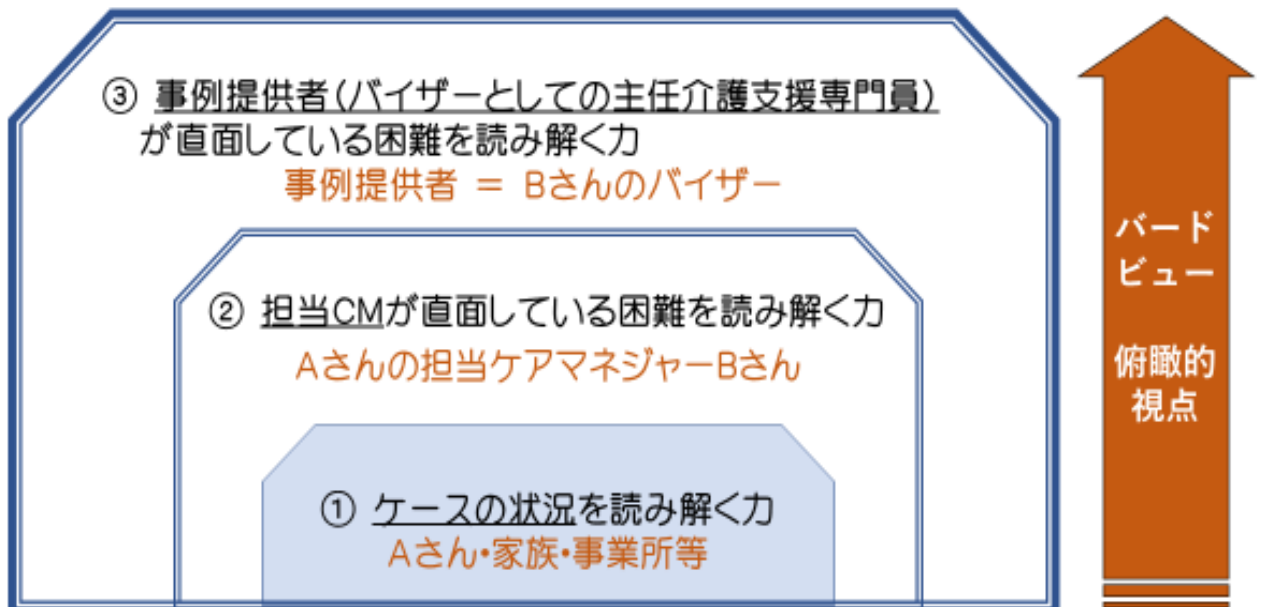 ③ 事例提供者(バイザーとしての主任介護支援専門員)
が直面している困難を読み解く力
事例提供者 = Bさんのバイザー
② 担当CMが直面している困難を読み解く力
Aさんの担当ケアマネジャーBさん
① ケースの状況を読み解く力
Aさん・家族・事業所等
バード
ビュー
俯瞰的
視点